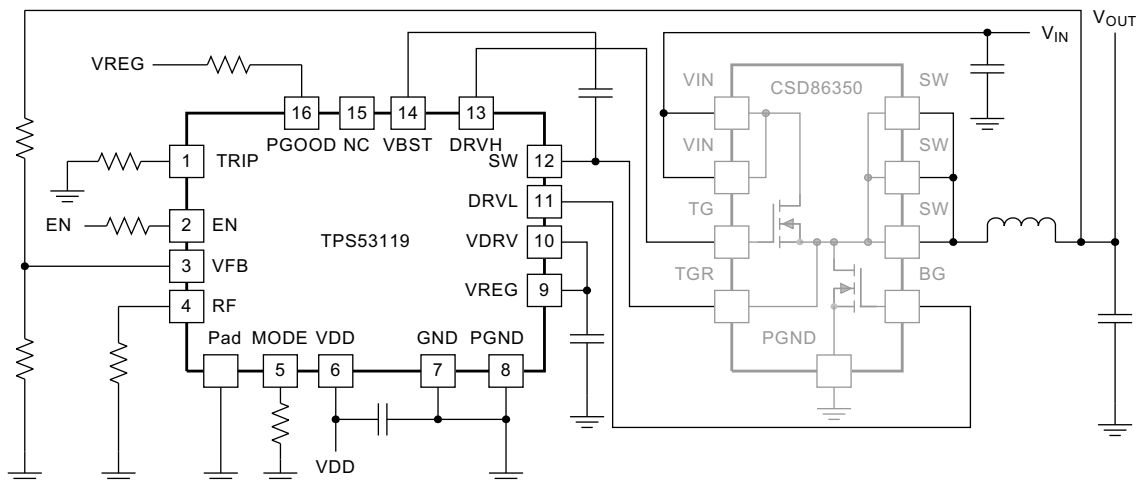 V_OUT
V_IN
VREG
VIN
CSD86350
SW
16 15 14 13
PGOOD NC VBST DRVH
1 TRIP
SW 12
VIN
SW
DRVL 11
EN
2 EN
TPS53119
VDRV 10
TG
SW
3 VFB
VREG 9
TGR
BG
4 RF
Pad MODE VDD GND PGND
5 6 7 8
PGND
VDD